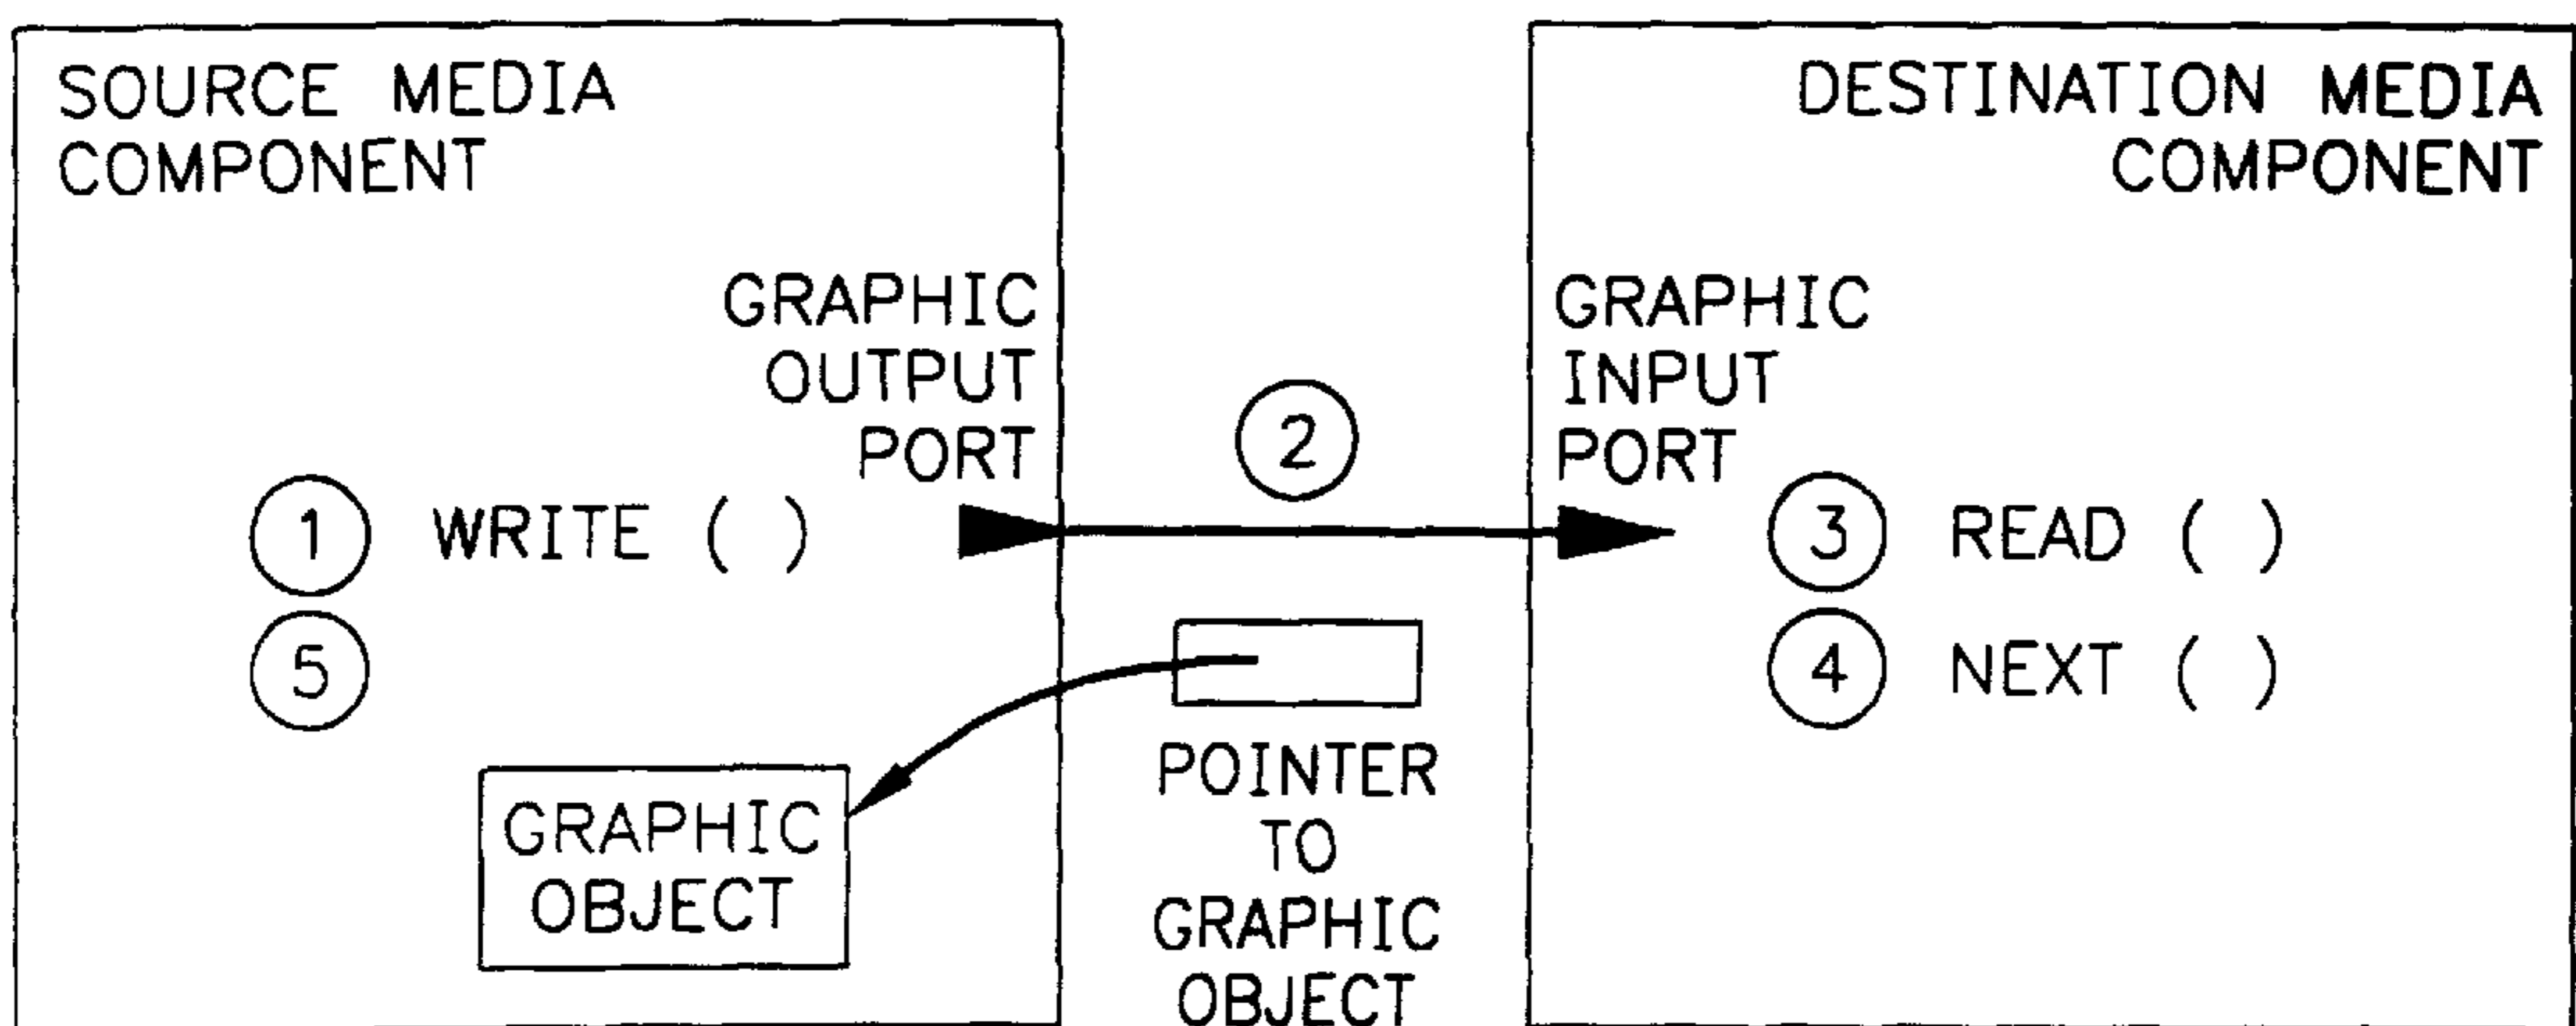 SOURCE MEDIA
COMPONENT
GRAPHIC
OUTPUT
PORT
1 WRITE ( )
5
GRAPHIC
OBJECT
2
POINTER
TO
GRAPHIC
OBJECT
DESTINATION MEDIA
COMPONENT
GRAPHIC
INPUT
PORT
3 READ ( )
4 NEXT ( )